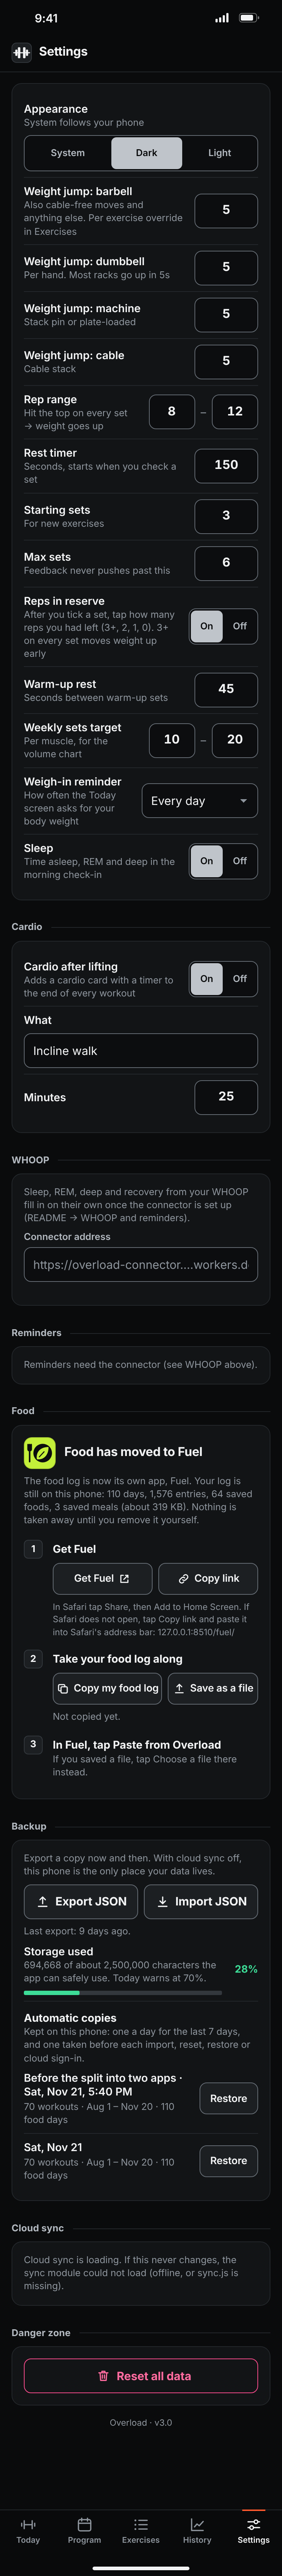 9:41
Settings
Appearance
System follows your phone
System
Dark
Light
Weight jump: barbell
Also cable-free moves and
anything else. Per exercise override
in Exercises
5
Weight jump: dumbbell
Per hand. Most racks go up in 5s
5
Weight jump: machine
Stack pin or plate-loaded
5
Weight jump: cable
Cable stack
5
Rep range
Hit the top on every set
→ weight goes up
8 – 12
Rest timer
Seconds, starts when you check a
set
150
Starting sets
For new exercises
3
Max sets
Feedback never pushes past this
6
Reps in reserve
After you tick a set, tap how many
reps you had left (3+, 2, 1, 0). 3+
on every set moves weight up
early
On
Off
Warm-up rest
Seconds between warm-up sets
45
Weekly sets target
Per muscle, for the
volume chart
10 – 20
Weigh-in reminder
How often the Today
screen asks for your
body weight
Every day
Sleep
Time asleep, REM and deep in the
morning check-in
On
Off
Cardio
Cardio after lifting
Adds a cardio card with a timer to
the end of every workout
On
Off
What
Incline walk
Minutes
25
WHOOP
Sleep, REM, deep and recovery from your WHOOP
fill in on their own once the connector is set up
(README → WHOOP and reminders).
Connector address
https://overload-connector....workers.d
Reminders
Reminders need the connector (see WHOOP above).
Food
Food has moved to Fuel
The food log is now its own app, Fuel. Your log is
still on this phone: 110 days, 1,576 entries, 64 saved
foods, 3 saved meals (about 319 KB). Nothing is
taken away until you remove it yourself.
1
Get Fuel
Get Fuel
Copy link
In Safari tap Share, then Add to Home Screen. If
Safari does not open, tap Copy link and paste it
into Safari's address bar: 127.0.0.1:8510/fuel/
2
Take your food log along
Copy my food log
Save as a file
Not copied yet.
3
In Fuel, tap Paste from Overload
If you saved a file, tap Choose a file there
instead.
Backup
Export a copy now and then. With cloud sync off,
this phone is the only place your data lives.
Export JSON
Import JSON
Last export: 9 days ago.
Storage used
694,668 of about 2,500,000 characters the
app can safely use. Today warns at 70%.
28%
Automatic copies
Kept on this phone: one a day for the last 7 days,
and one taken before each import, reset, restore or
cloud sign-in.
Before the split into two apps ·
Sat, Nov 21, 5:40 PM
70 workouts · Aug 1 – Nov 20 · 110
food days
Restore
Sat, Nov 21
70 workouts · Aug 1 – Nov 20 · 110
food days
Restore
Cloud sync
Cloud sync is loading. If this never changes, the
sync module could not load (offline, or sync.js is
missing).
Danger zone
Reset all data
Overload · v3.0
Today
Program
Exercises
History
Settings